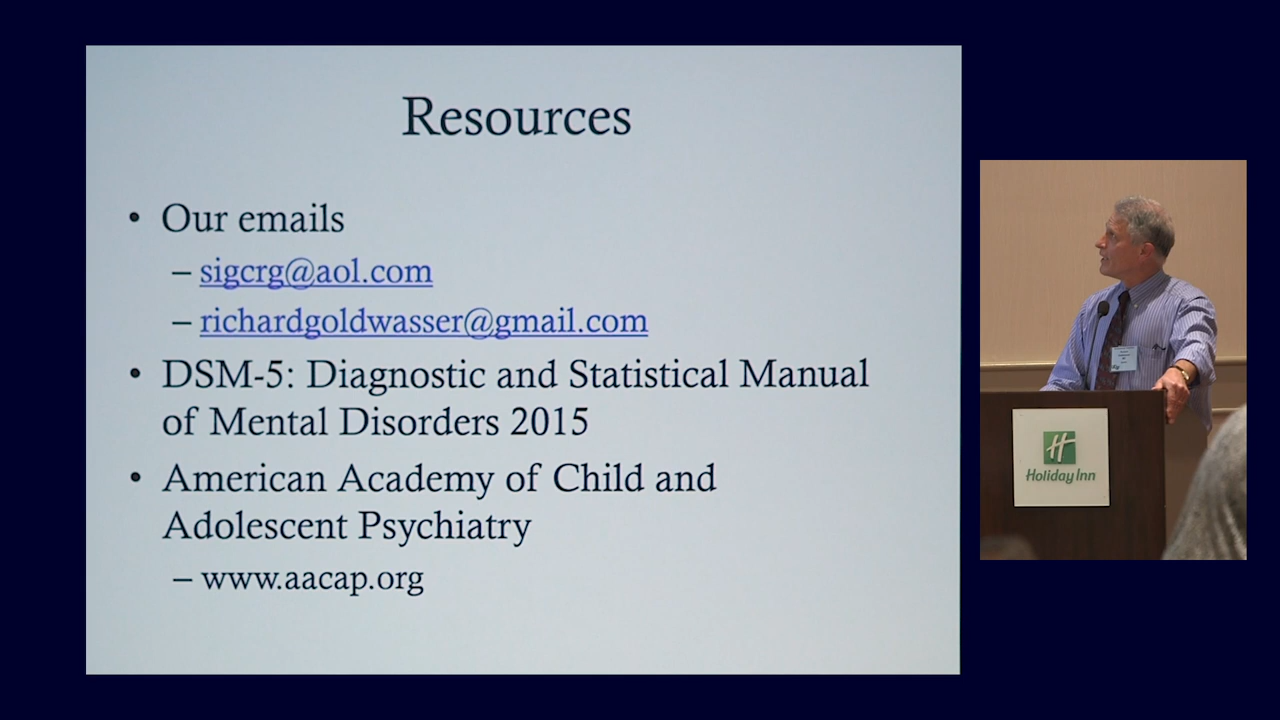 Resources
• Our emails
– sigcrg@aol.com
– richardgoldwasser@gmail.com
• DSM-5: Diagnostic and Statistical Manual
of Mental Disorders 2015
• American Academy of Child and
Adolescent Psychiatry
– www.aacap.org
H
Holiday Inn